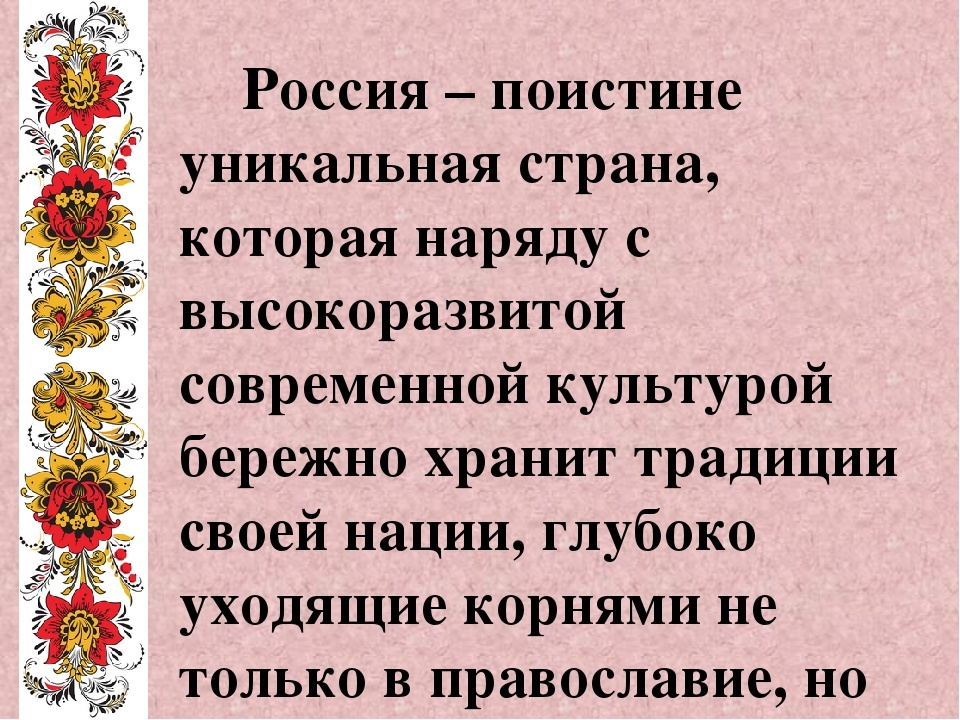 Россия – поистине
уникальная страна,
которая наряду с
высокоразвитой
современной культурой
бережно хранит традиции
своей нации, глубоко
уходящие корнями не
только в православие, но